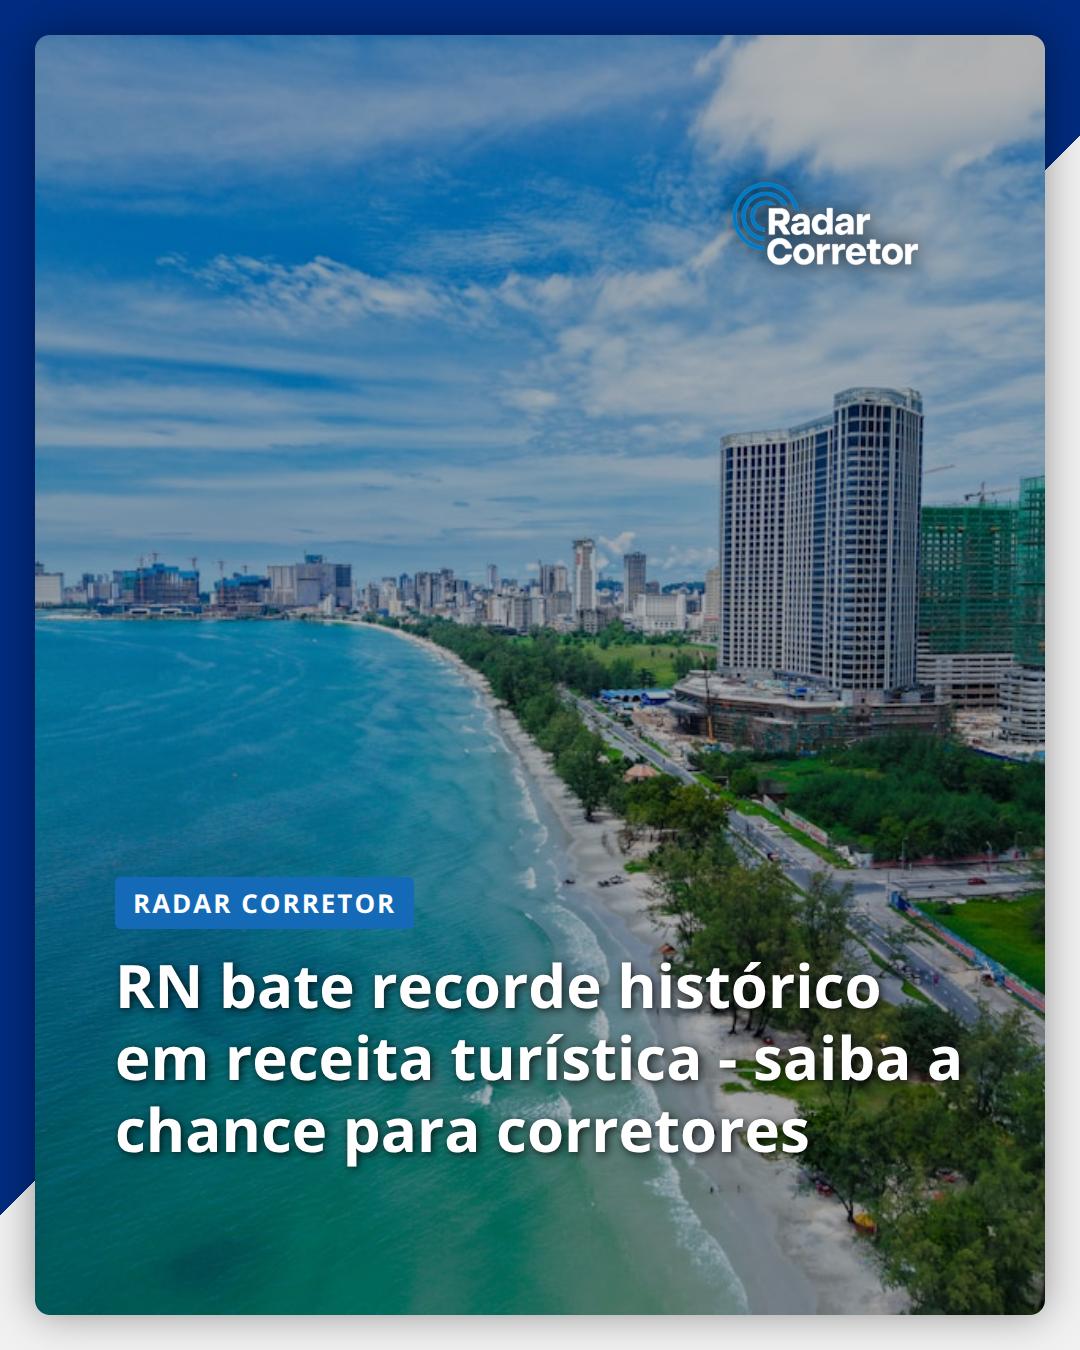 Radar
Corretor
RADAR CORRETOR
RN bate recorde histórico
em receita turística - saiba a
chance para corretores